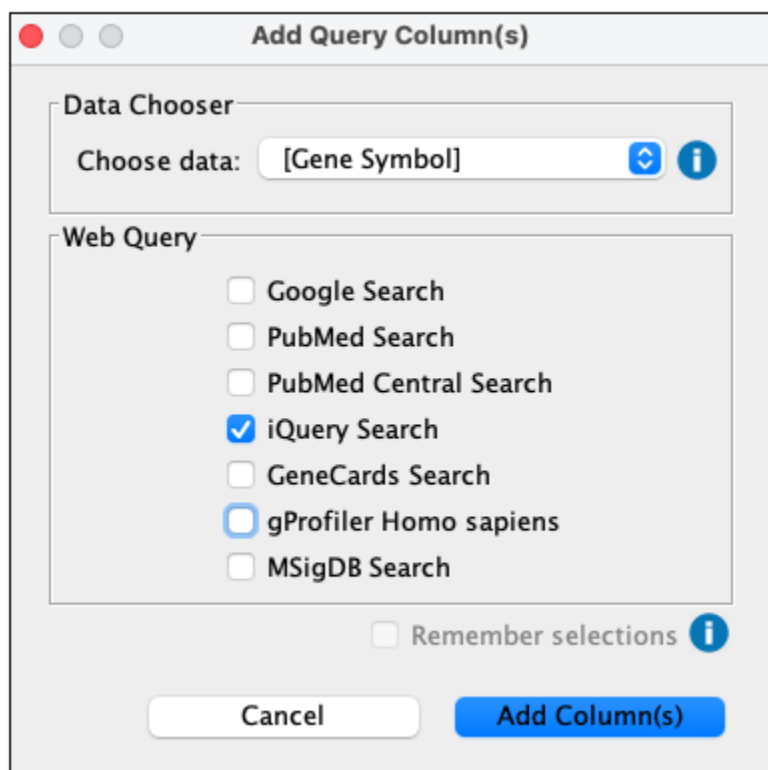 Add Query Column(s)
Data Chooser
Choose data: [Gene Symbol]
Web Query
Google Search
PubMed Search
PubMed Central Search
iQuery Search
GeneCards Search
gProfiler Homo sapiens
MSigDB Search
Remember selections
Cancel Add Column(s)